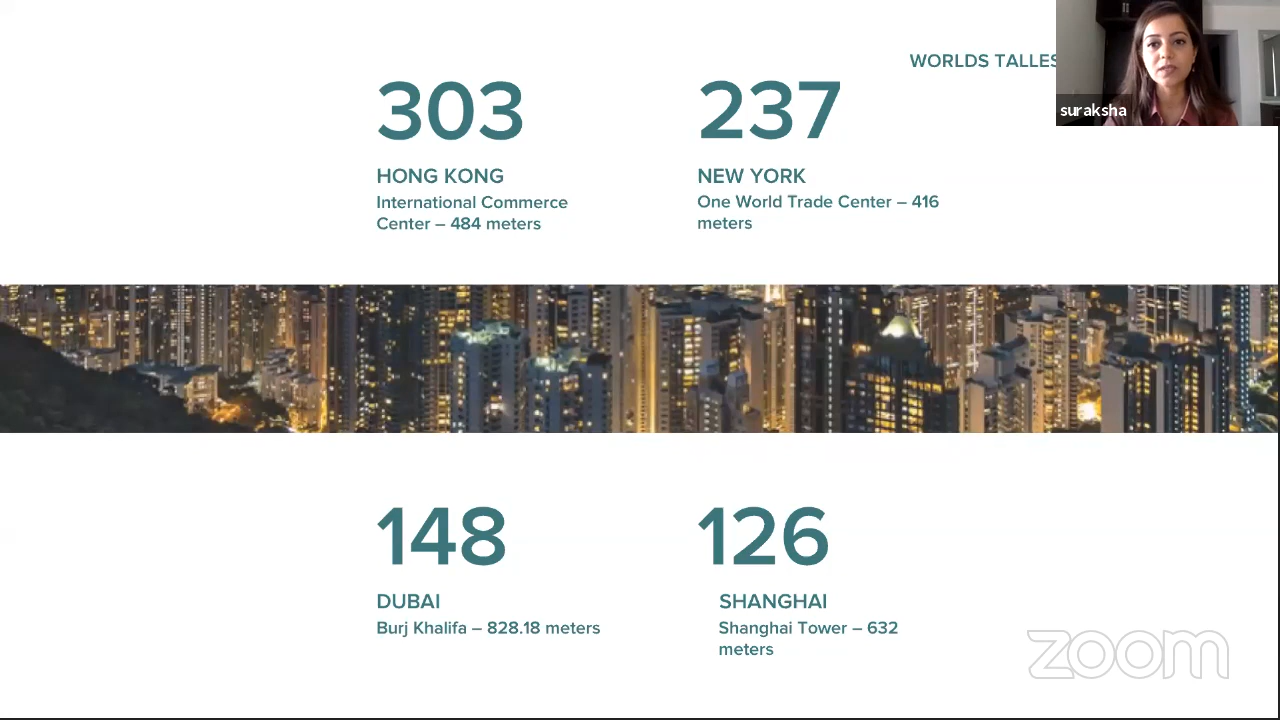 WORLDS TALLES
suraksha
303
HONG KONG
International Commerce
Center – 484 meters
237
NEW YORK
One World Trade Center – 416
meters
148
DUBAI
Burj Khalifa – 828.18 meters
126
SHANGHAI
Shanghai Tower – 632
meters
zoom